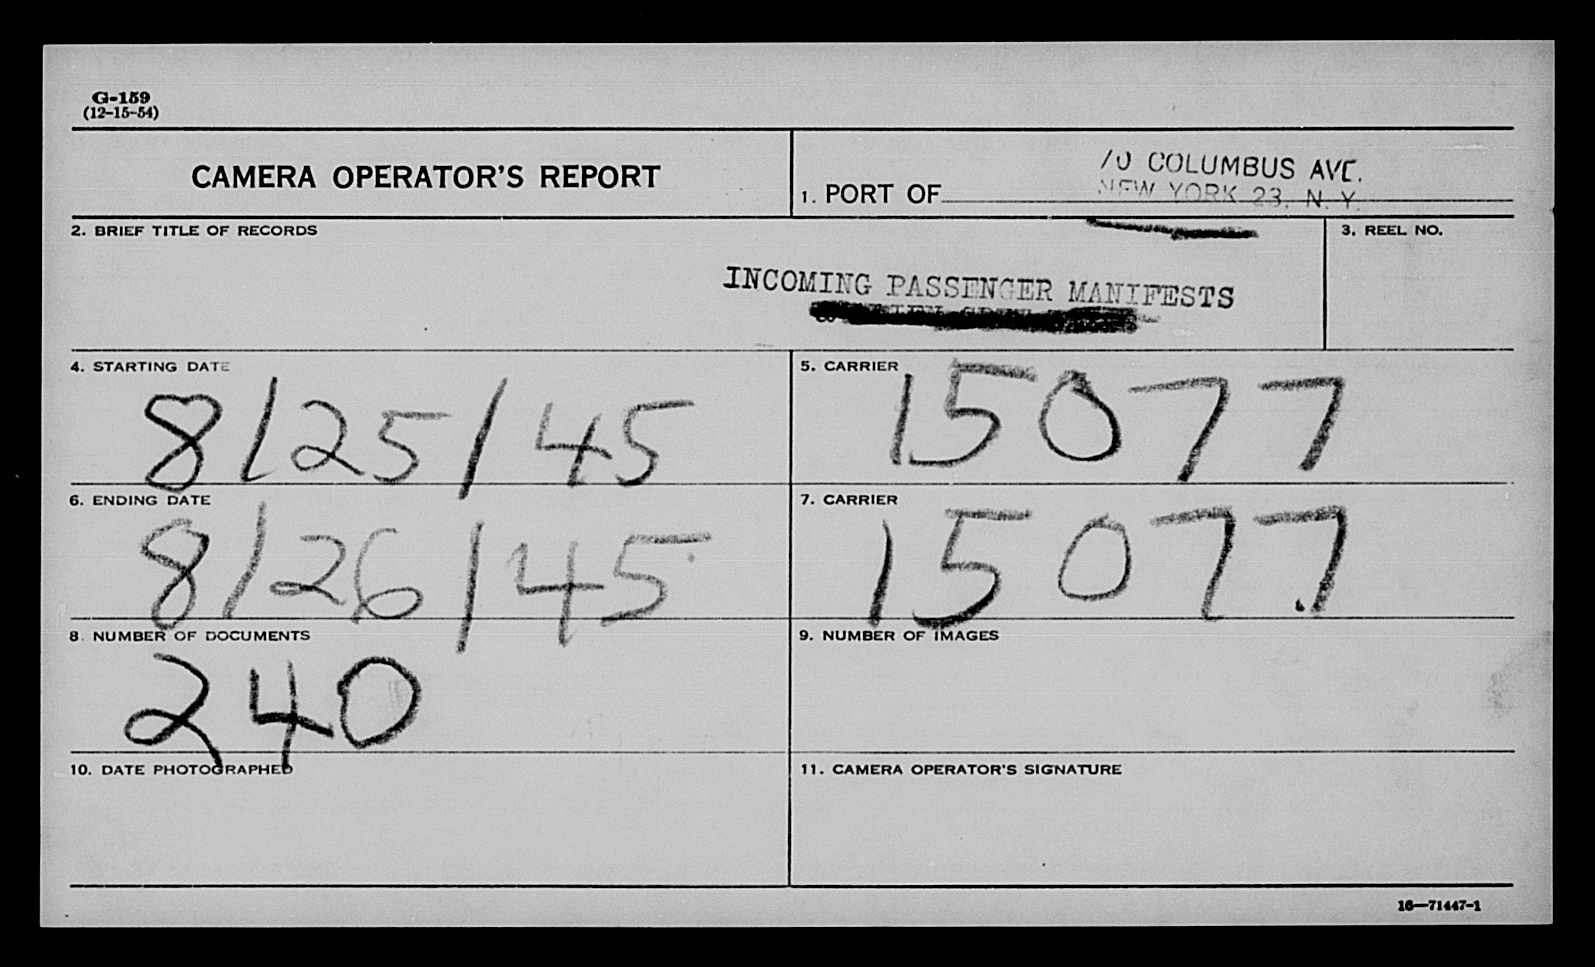 G-159
(12-15-54)
CAMERA OPERATOR'S REPORT
70 COLUMBUS AVE.
NEW YORK 23, N. Y.
1. PORT OF
2. BRIEF TITLE OF RECORDS
3. REEL NO.
INCOMING PASSENGER MANIFESTS
4. STARTING DATE
8/25/45
5. CARRIER
15077
6. ENDING DATE
8/26/45
7. CARRIER
15077
8. NUMBER OF DOCUMENTS
240
9. NUMBER OF IMAGES
10. DATE PHOTOGRAPHED
11. CAMERA OPERATOR'S SIGNATURE
16—71447-1